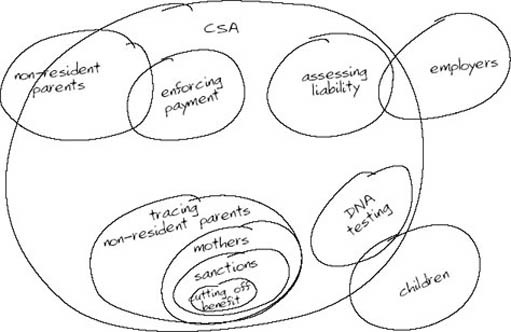 CSA
non-resident
parents
enforcing
payment
assessing
liability
employers
tracing
non-resident parents
mothers
sanctions
cutting off
benefit
DNA
testing
children